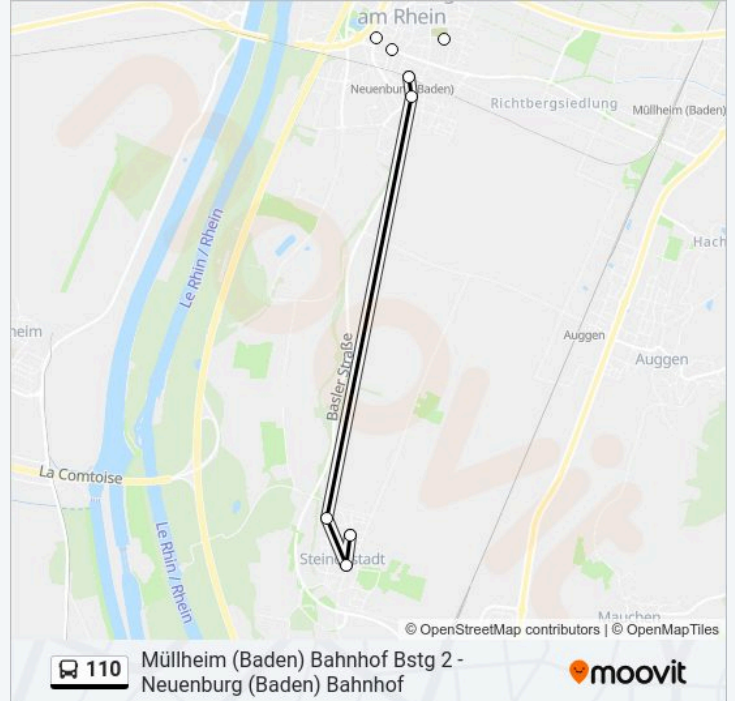 am Rhein
Neuenburg (Baden)
Richtbergsiedlung
Müllheim (Baden)
Le Rhin / Rhein
Hach
heim
Basler Straße
Auggen
Auggen
La Comtoise
Le Rhin / Rhein
Steinenstadt
Mauchen
© OpenStreetMap contributors | © OpenMapTiles
110
Müllheim (Baden) Bahnhof Bstg 2 -
Neuenburg (Baden) Bahnhof
moovit
moovit